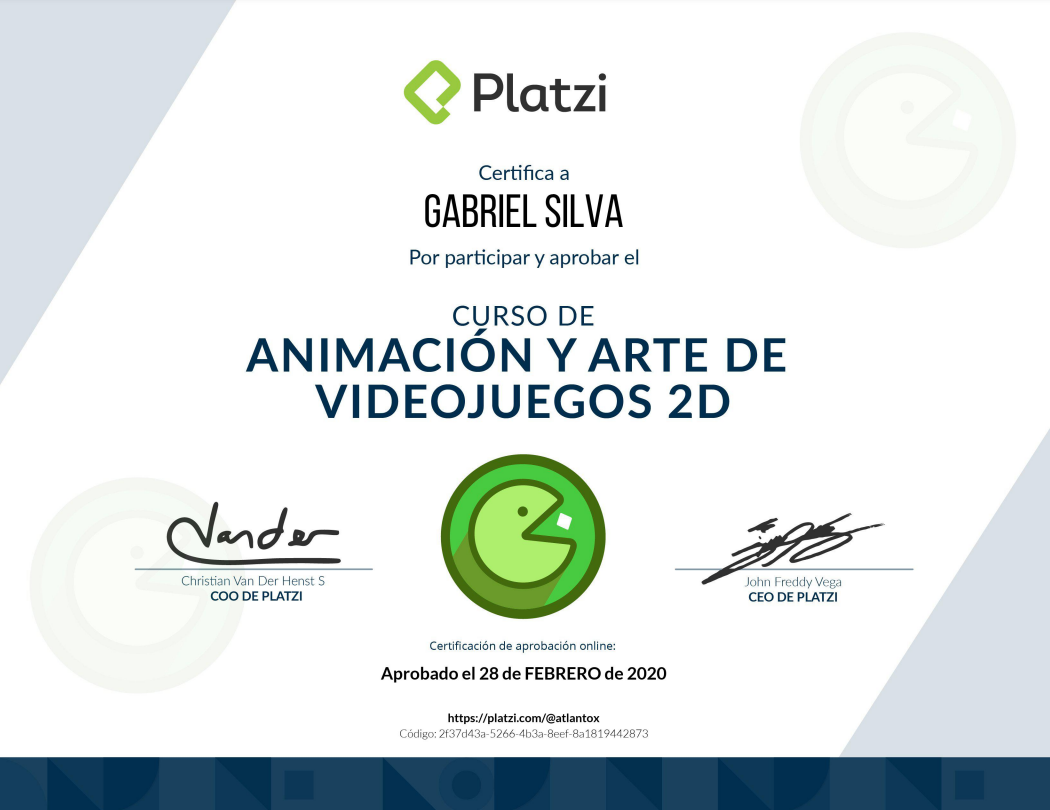 Platzi
Certifica a
GABRIEL SILVA
Por participar y aprobar el
CURSO DE
ANIMACIÓN Y ARTE DE
VIDEOJUEGOS 2D
Vander
Christian Van Der Henst S
COO DE PLATZI
John Freddy Vega
CEO DE PLATZI
Certificación de aprobación online:
Aprobado el 28 de FEBRERO de 2020
https://platzi.com/@atlantox
Código: 2f37d43a-5266-4b3a-8eef-8a1819442873